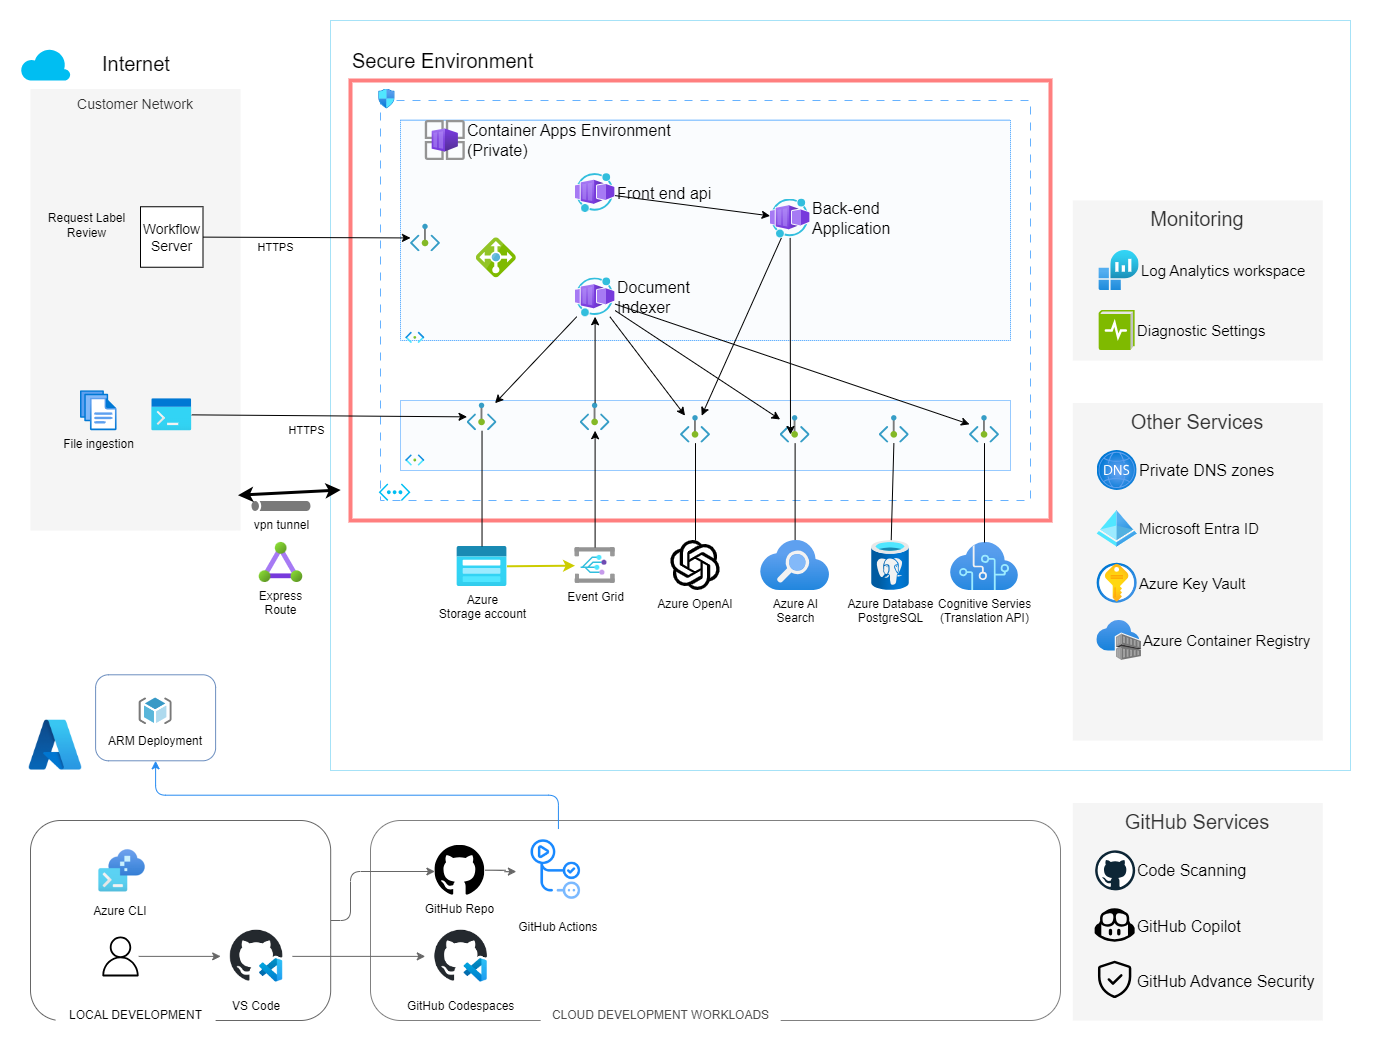 Internet
Customer Network
Request Label
Review
Workflow
Server
HTTPS
File ingestion
HTTPS
vpn tunnel
Express
Route
Secure Environment
Container Apps Environment
(Private)
Front end api
Back-end
Application
Document
Indexer
Azure
Storage account
Event Grid
Azure OpenAI
Azure AI
Search
Azure Database
PostgreSQL
Cognitive Servies
(Translation API)
Monitoring
Log Analytics workspace
Diagnostic Settings
Other Services
DNS
Private DNS zones
Microsoft Entra ID
Azure Key Vault
Azure Container Registry
ARM Deployment
Azure CLI
VS Code
LOCAL DEVELOPMENT
GitHub Repo
GitHub Actions
GitHub Codespaces
CLOUD DEVELOPMENT WORKLOADS
GitHub Services
Code Scanning
GitHub Copilot
GitHub Advance Security